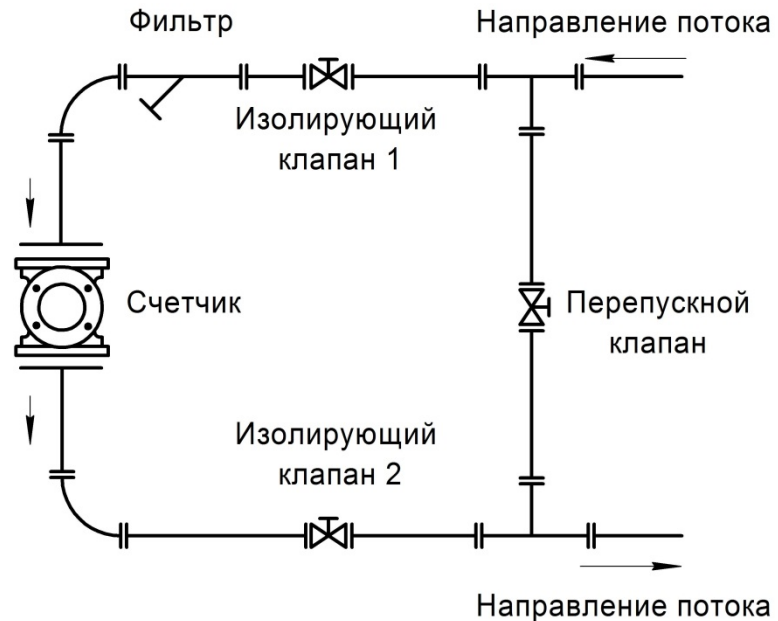 Фильтр
Направление потока
Изолирующий
клапан 1
Счетчик
Перепускной
клапан
Изолирующий
клапан 2
Направление потока